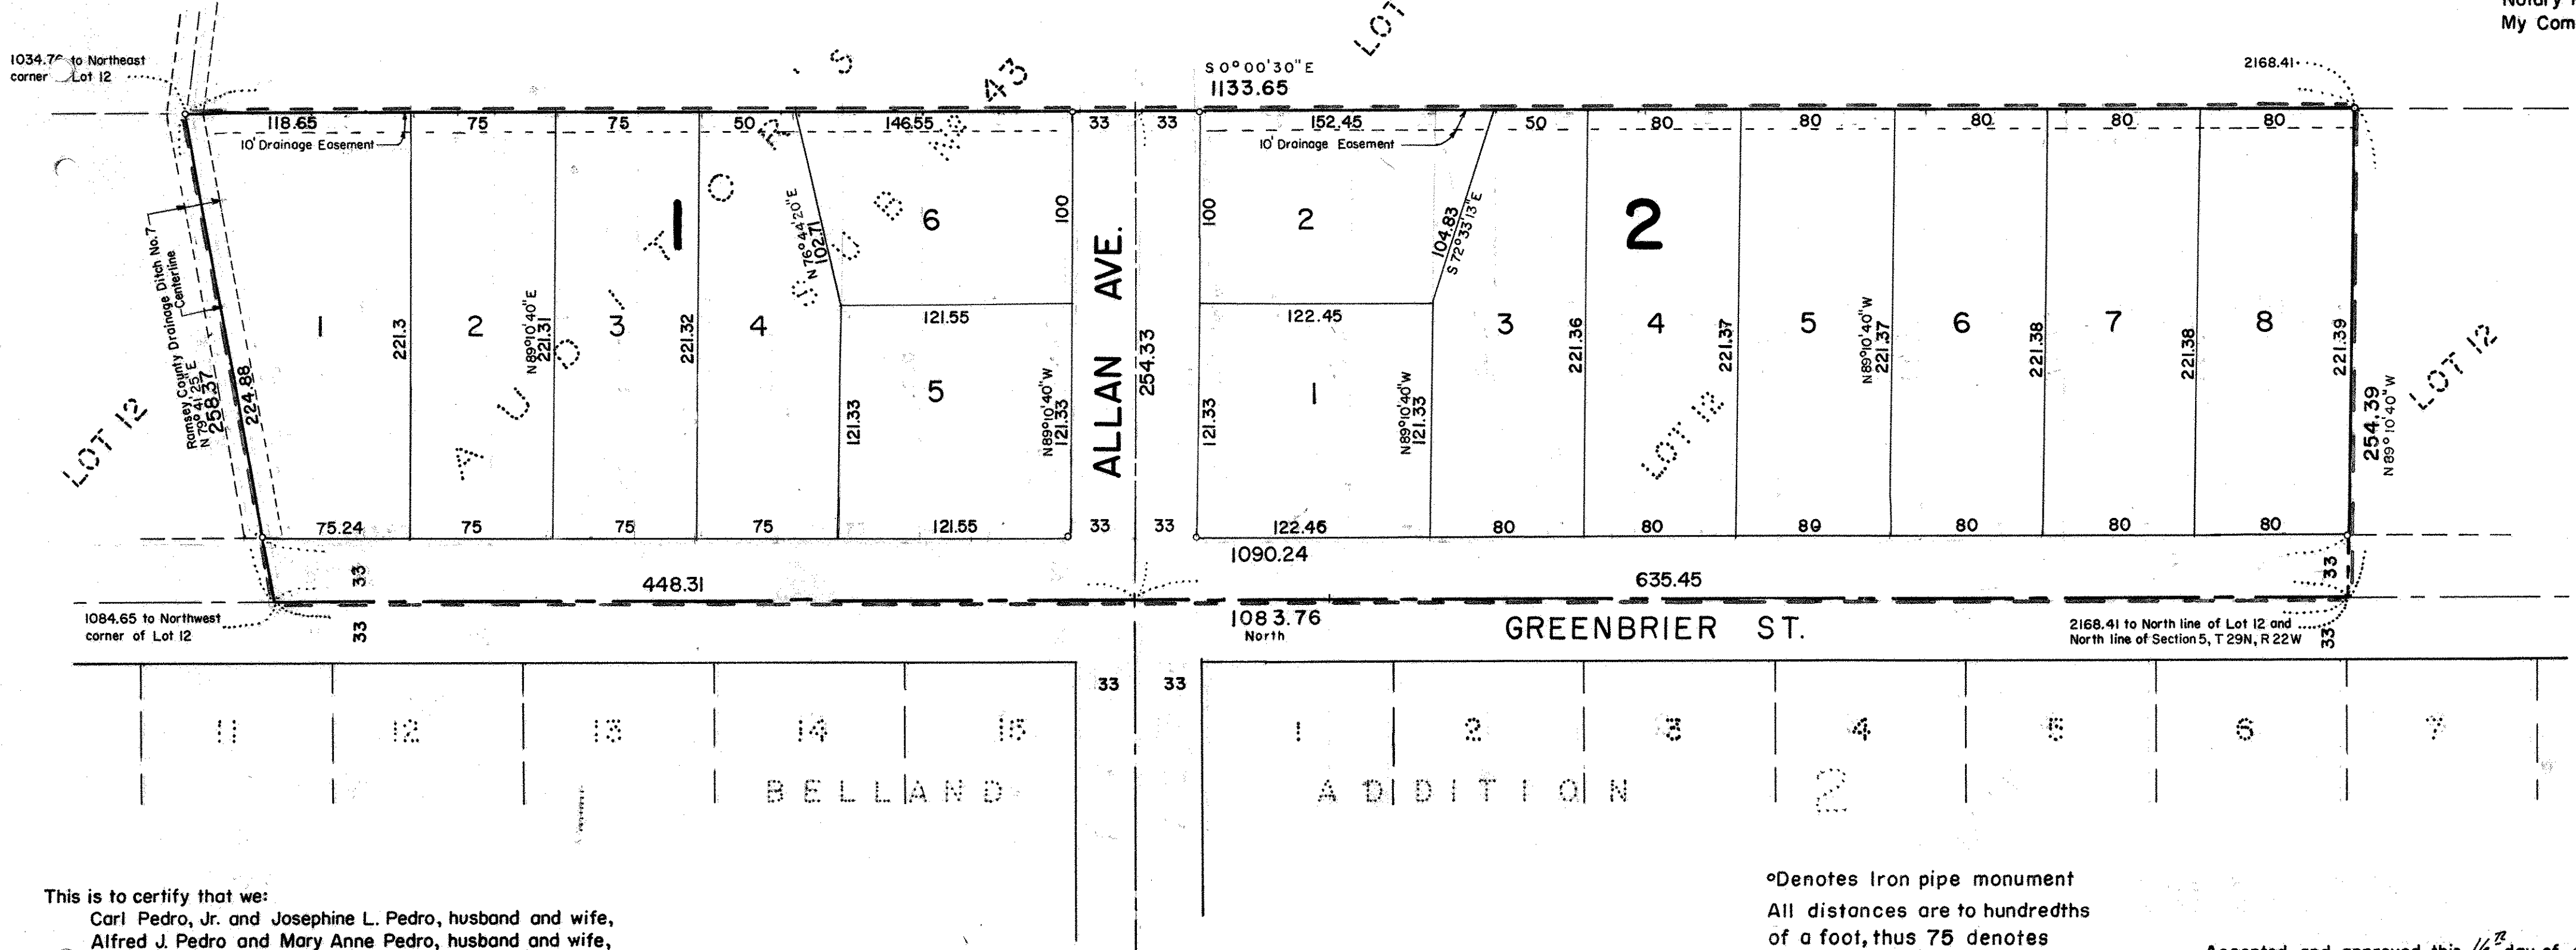 Notary
My Com
1034.76 to Northeast
corner Lot 12
S 0°00'30"E
1133.65
2168.41
LOT
43
118.65 75 75 50 146.55 33 33 152.45 50 80 80 80 80 80
10' Drainage Easement
10' Drainage Easement
AUDITOR'S
SUBDIV.
1
2
Ramsey County Drainage Ditch No.7
Centerline
N 79°41'25"E
258.37
224.88
LOT 12
1
221.3
2
N89°10'40"E
221.31
3
221.32
4
N 76°44'20"E
102.71
6
100
121.55
121.33
5
N89°10'40"W
121.33
ALLAN AVE.
254.33
100
2
104.83
S 72°33'13"E
122.45
121.33
1
N89°10'40"W
121.33
3
221.36
4
221.37
5
N89°10'40"W
221.37
6
221.38
7
221.38
8
221.39
LOT 12
254.39
N 89°10'40"W
LOT 12
75.24 75 75 75 121.55 33 33 122.45 80 80 80 80 80 80
1090.24
33
448.31
635.45
33
1084.65 to Northwest
corner of Lot 12
33
1083.76
North
GREENBRIER ST.
2168.41 to North line of Lot 12 and
North line of Section 5, T 29N, R 22W
33
33 33
11 12 13 14 15 1 2 3 4 5 6 7
BELLAND ADDITION
1
2
This is to certify that we:
Carl Pedro, Jr. and Josephine L. Pedro, husband and wife,
Alfred J. Pedro and Mary Anne Pedro, husband and wife,
°Denotes Iron pipe monument
All distances are to hundredths
of a foot, thus 75 denotes
Accepted and approved this day of